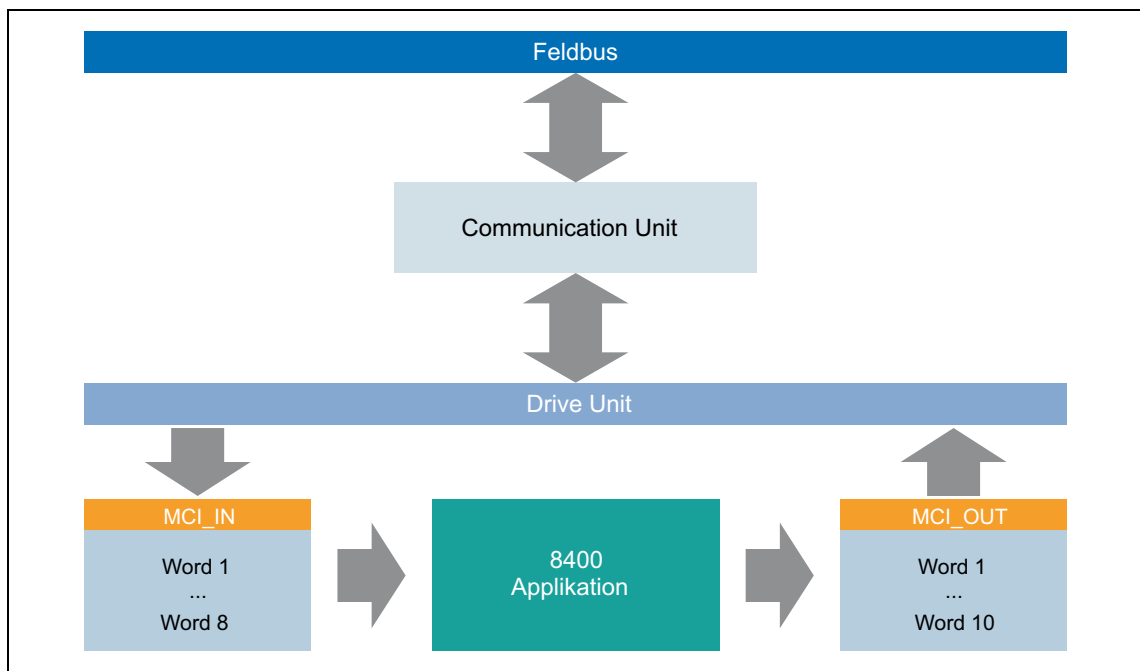 Feldbus
Communication Unit
Drive Unit
MCI_IN
Word 1
...
Word 8
8400
Applikation
MCI_OUT
Word 1
...
Word 10